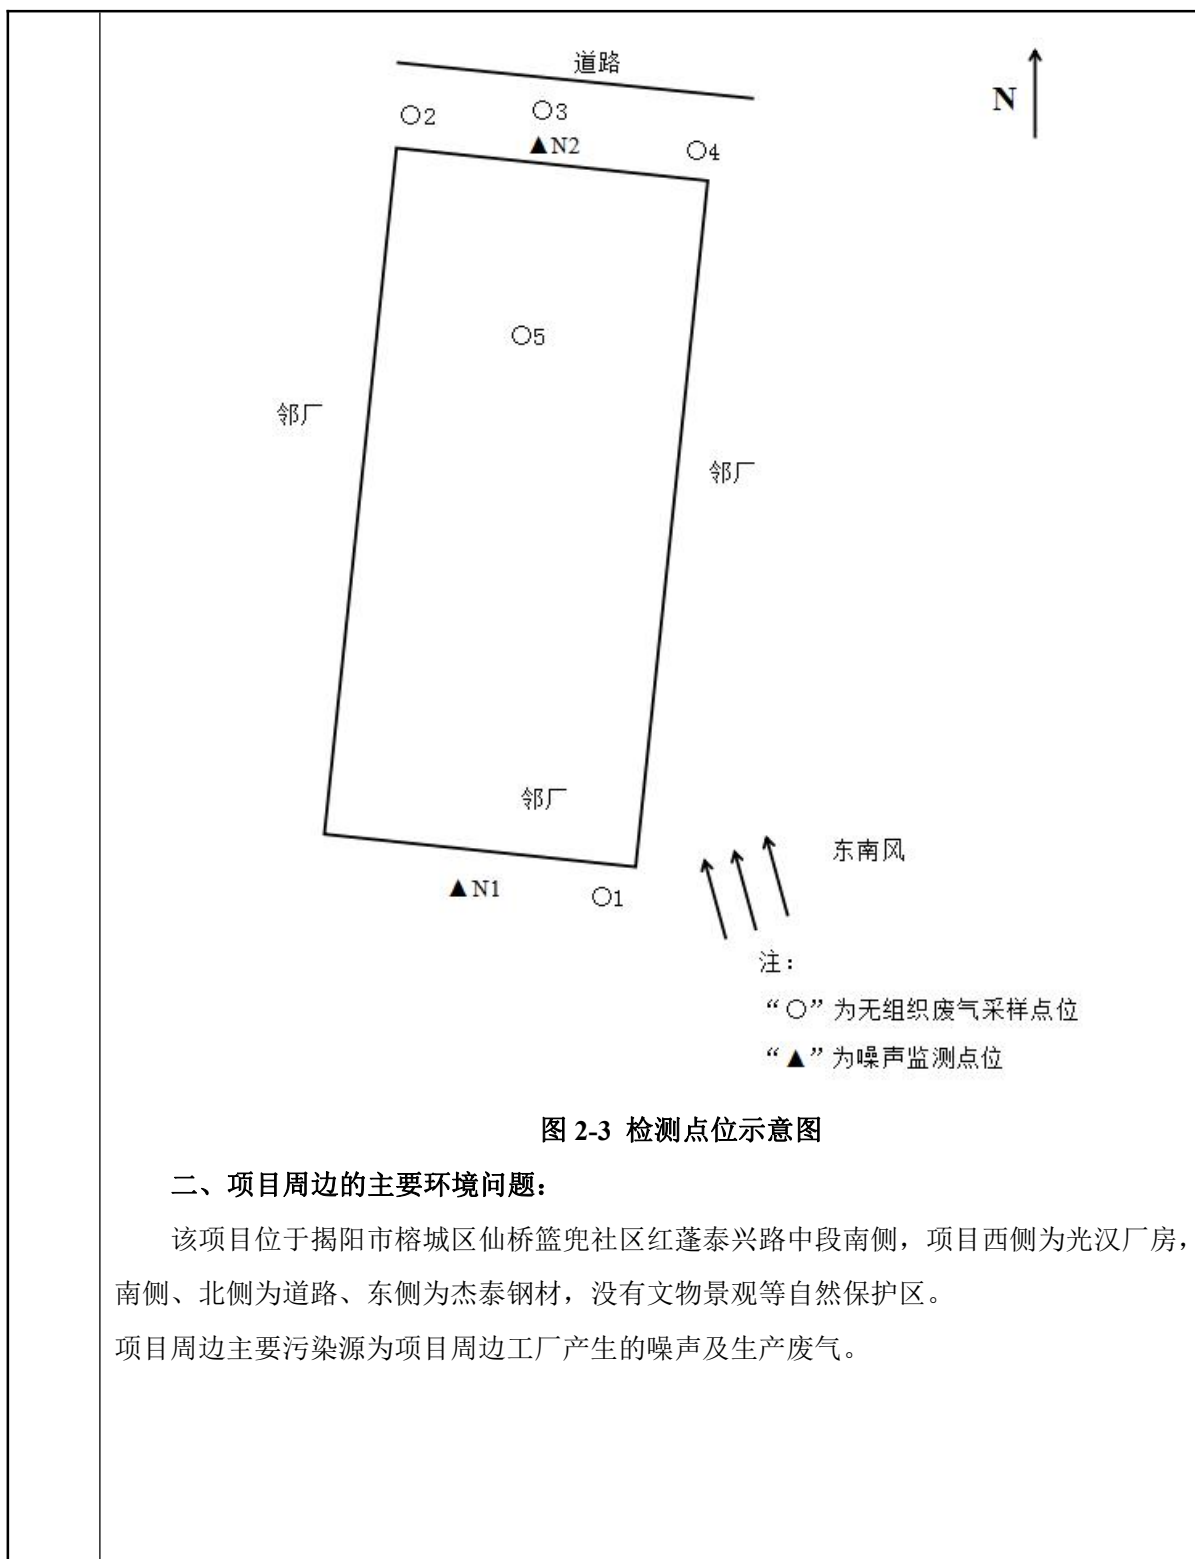 道路
N
○2
○3
▲N2
○4
○5
邻厂
邻厂
邻厂
东南风
▲N1
○1
注：
“○”为无组织废气采样点位
“▲”为噪声监测点位
图 2-3 检测点位示意图
二、项目周边的主要环境问题：
该项目位于揭阳市榕城区仙桥篮兜社区红蓬泰兴路中段南侧，项目西侧为光汉厂房，
南侧、北侧为道路、东侧为杰泰钢材，没有文物景观等自然保护区。
项目周边主要污染源为项目周边工厂产生的噪声及生产废气。